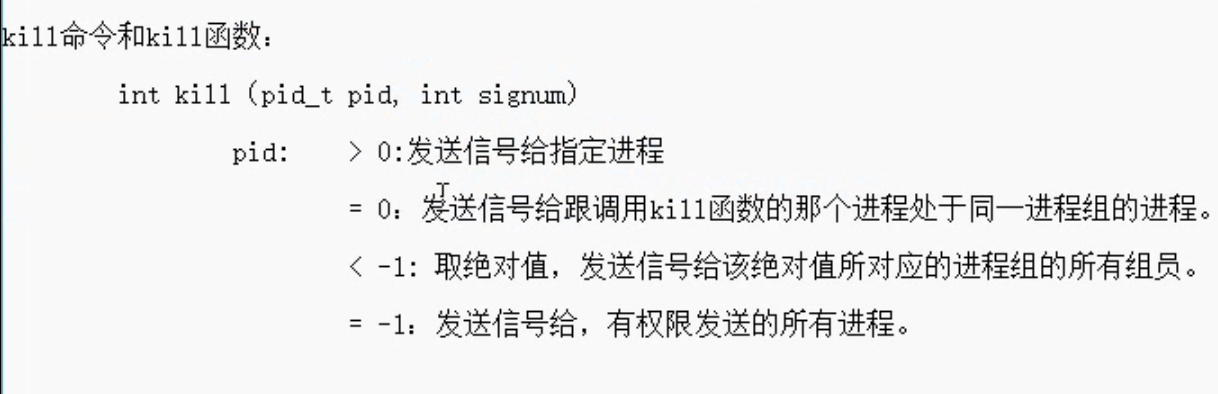 kill命令和kill函数：
int kill (pid_t pid, int signum)
pid: > 0:发送信号给指定进程
= 0：发送信号给跟调用kill函数的那个进程处于同一进程组的进程。
< -1: 取绝对值，发送信号给该绝对值所对应的进程组的所有组员。
= -1：发送信号给，有权限发送的所有进程。